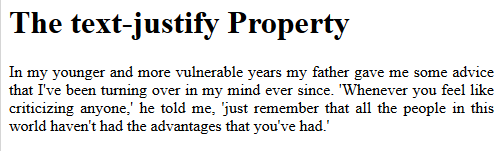 The text-justify Property
In my younger and more vulnerable years my father gave me some advice
that I've been turning over in my mind ever since. 'Whenever you feel like
criticizing anyone,' he told me, 'just remember that all the people in this
world haven't had the advantages that you've had.'